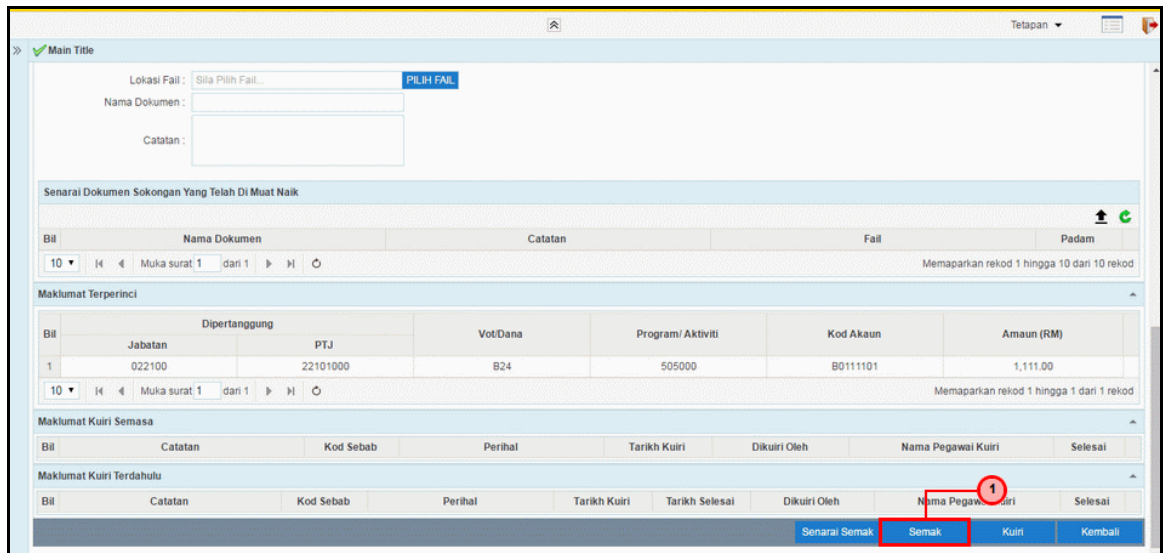 Tetapan
Main Title
Lokasi Fail : Sila Pilih Fail... PILIH FAIL
Nama Dokumen :
Catatan :
Senarai Dokumen Sokongan Yang Telah Di Muat Naik
Bil Nama Dokumen Catatan Fail Padam
10 Muka surat 1 dari 1 Memaparkan rekod 1 hingga 10 dari 10 rekod
Maklumat Terperinci
Bil Dipertanggung Vot/Dana Program/ Aktiviti Kod Akaun Amaun (RM)
Jabatan PTJ
1 022100 22101000 B24 505000 B0111101 1,111.00
10 Muka surat 1 dari 1 Memaparkan rekod 1 hingga 1 dari 1 rekod
Maklumat Kuiri Semasa
Bil Catatan Kod Sebab Perihal Tarikh Kuiri Dikuiri Oleh Nama Pegawai Kuiri Selesai
Maklumat Kuiri Terdahulu
Bil Catatan Kod Sebab Perihal Tarikh Kuiri Tarikh Selesai Dikuiri Oleh Nama Selesai
1
Senarai Semak Semak Kuiri Kembali